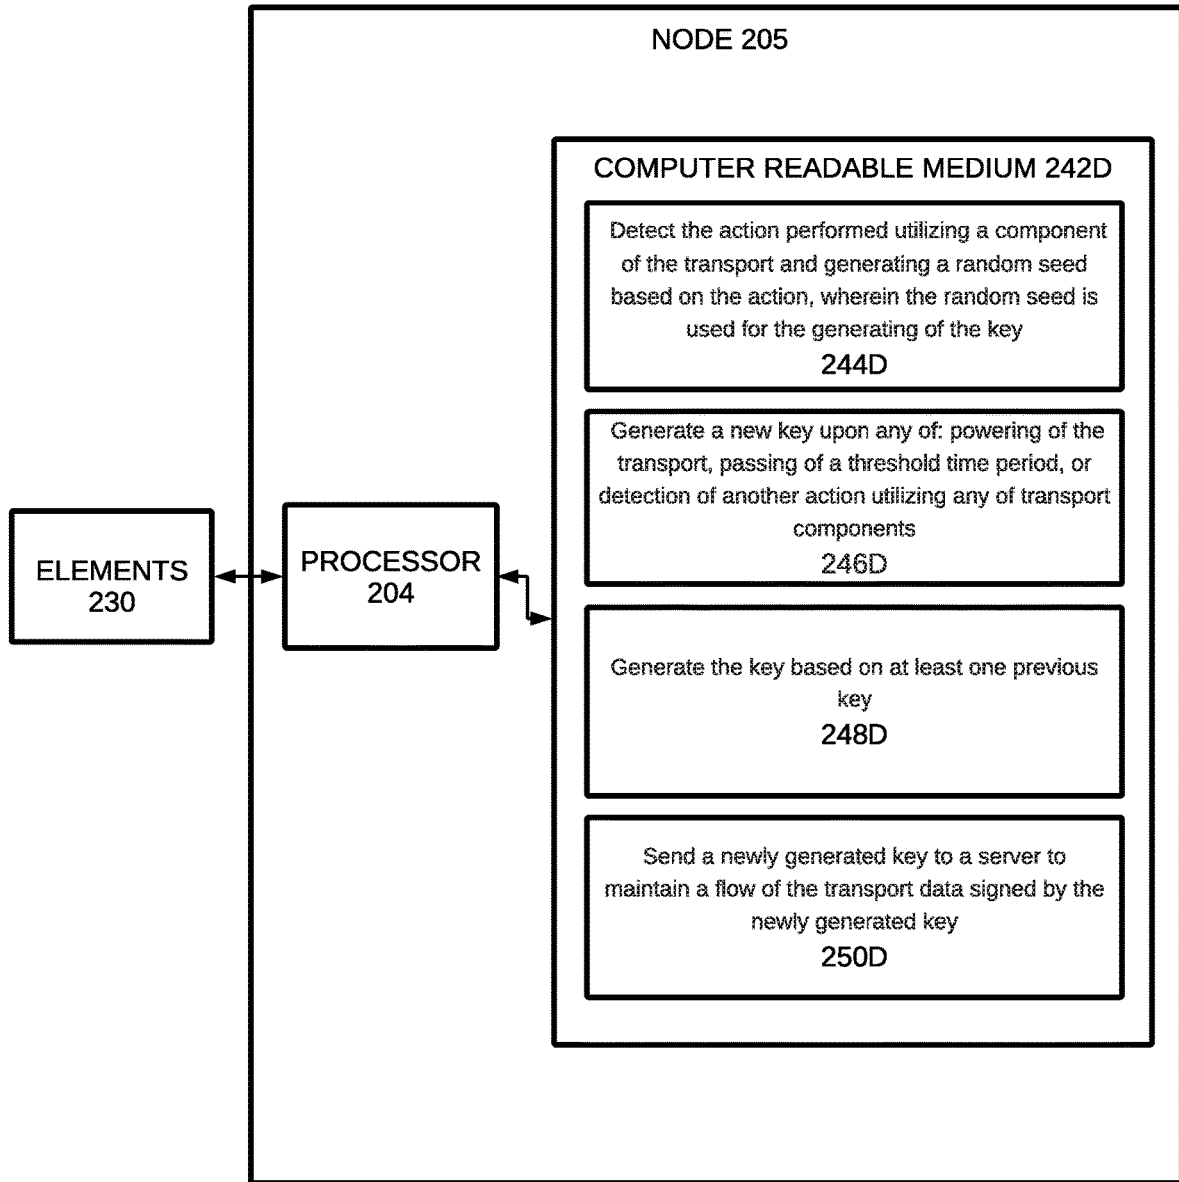 NODE 205
COMPUTER READABLE MEDIUM 242D
Detect the action performed utilizing a component
of the transport and generating a random seed
based on the action, wherein the random seed is
used for the generating of the key
244D
Generate a new key upon any of: powering of the
transport, passing of a threshold time period, or
detection of another action utilizing any of transport
components
246D
ELEMENTS
230
PROCESSOR
204
Generate the key based on at least one previous
key
248D
Send a newly generated key to a server to
maintain a flow of the transport data signed by the
newly generated key
250D